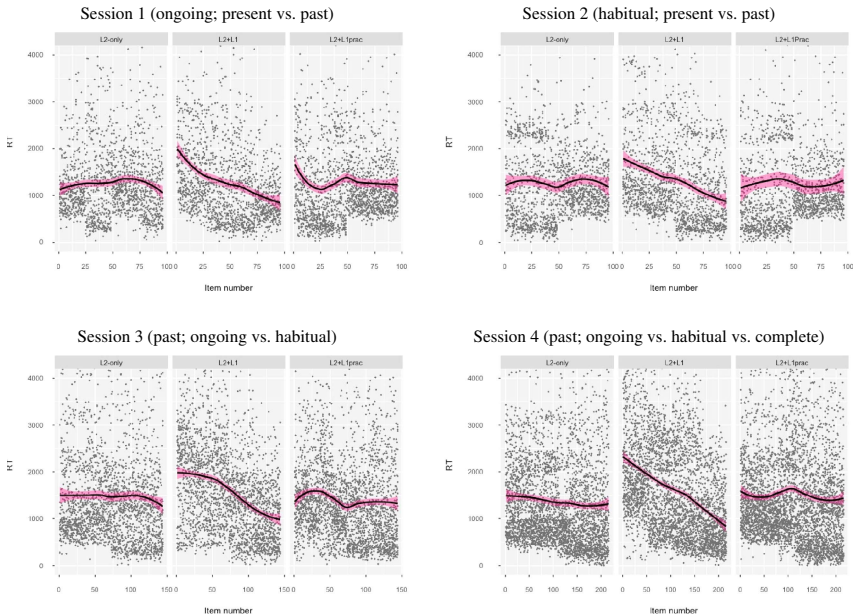 Session 1 (ongoing; present vs. past)
L2-only L2+L1 L2+L1prac
4000
3000
2000
1000
0
RT
0 25 50 75 100 0 25 50 75 100 0 25 50 75 100
Item number
Session 2 (habitual; present vs. past)
L2-only L2+L1 L2+L1Prac
4000
3000
2000
1000
0
RT
0 25 50 75 100 0 25 50 75 100 0 25 50 75 100
Item number
Session 3 (past; ongoing vs. habitual)
L2-only L2+L1 L2+L1prac
4000
3000
2000
1000
0
RT
0 50 100 150 0 50 100 150 0 50 100 150
Item number
Session 4 (past; ongoing vs. habitual vs. complete)
L2-only L2+L1 L2+L1prac
4000
3000
2000
1000
0
RT
0 50 100 150 200 0 50 100 150 200 0 50 100 150 200
Item number